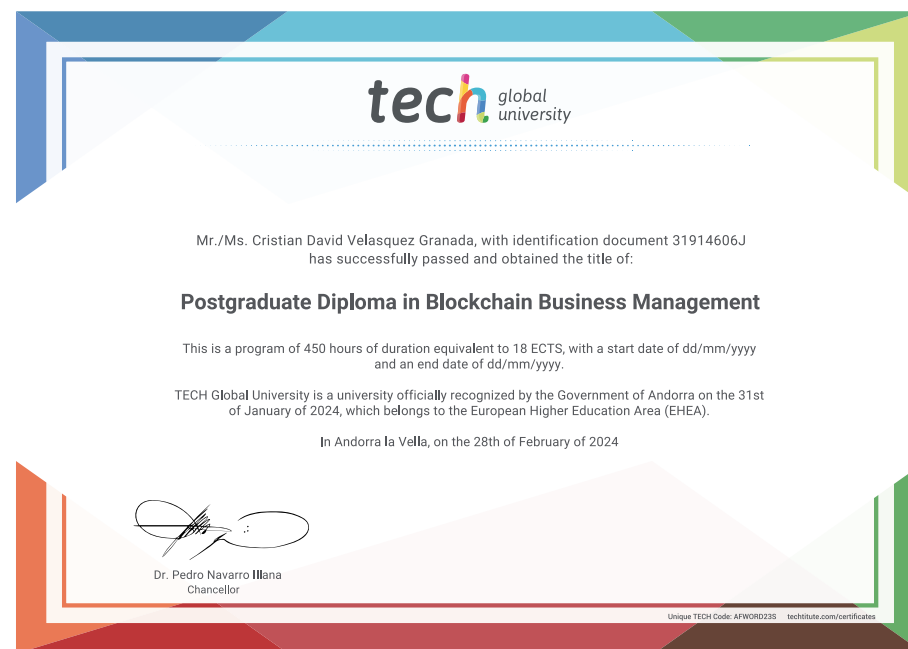 tech global university
Mr./Ms. Cristian David Velasquez Granada, with identification document 31914606J
has successfully passed and obtained the title of:
Postgraduate Diploma in Blockchain Business Management
This is a program of 450 hours of duration equivalent to 18 ECTS, with a start date of dd/mm/yyyy
and an end date of dd/mm/yyyy.
TECH Global University is a university officially recognized by the Government of Andorra on the 31st
of January of 2024, which belongs to the European Higher Education Area (EHEA).
In Andorra la Vella, on the 28th of February of 2024
Dr. Pedro Navarro Illana
Chancellor
Unique TECH Code: AFWORD23S techtitute.com/certificates